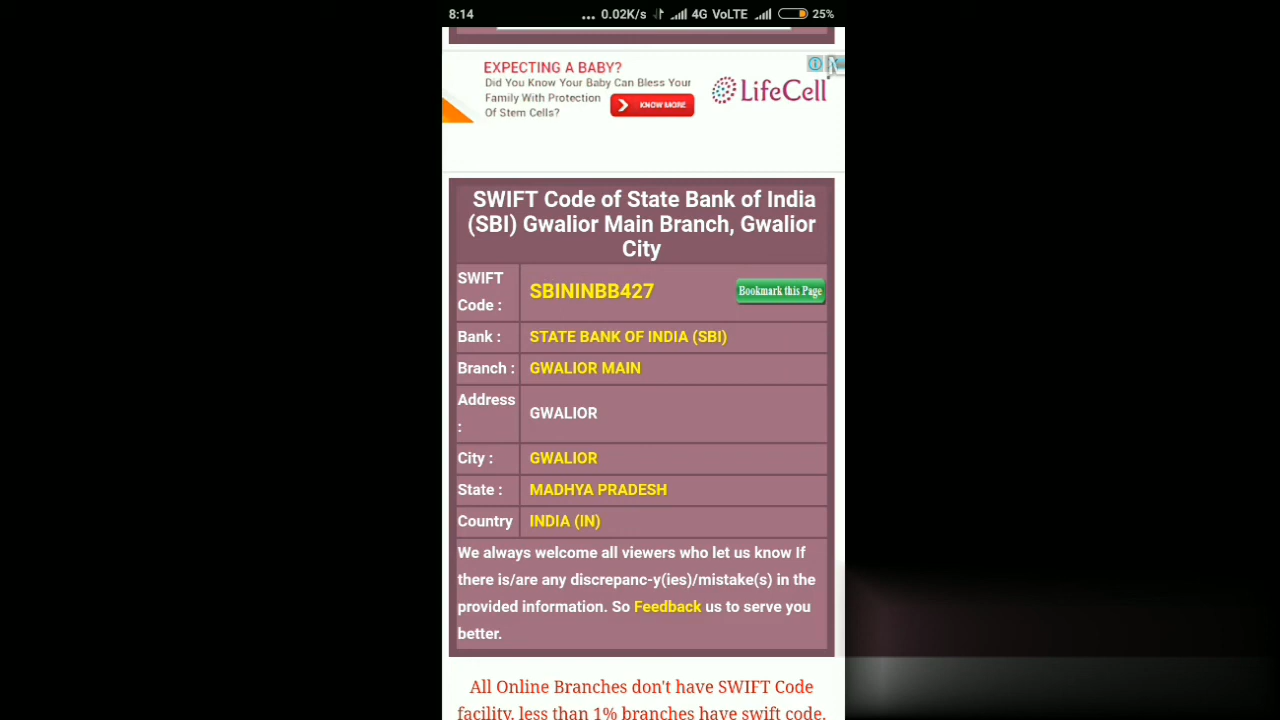 8:14 ... 0.02K/s 4G VoLTE 25%
EXPECTING A BABY?
Did You Know Your Baby Can Bless Your
Family With Protection
Of Stem Cells?
KNOW MORE
LifeCell
SWIFT Code of State Bank of India
(SBI) Gwalior Main Branch, Gwalior
City
SWIFT
Code :
SBININBB427
Bookmark this Page
Bank : STATE BANK OF INDIA (SBI)
Branch : GWALIOR MAIN
Address
:
GWALIOR
City : GWALIOR
State : MADHYA PRADESH
Country INDIA (IN)
We always welcome all viewers who let us know If
there is/are any discrepanc-y(ies)/mistake(s) in the
provided information. So Feedback us to serve you
better.
All Online Branches don't have SWIFT Code
facility, less than 1% branches have swift code.